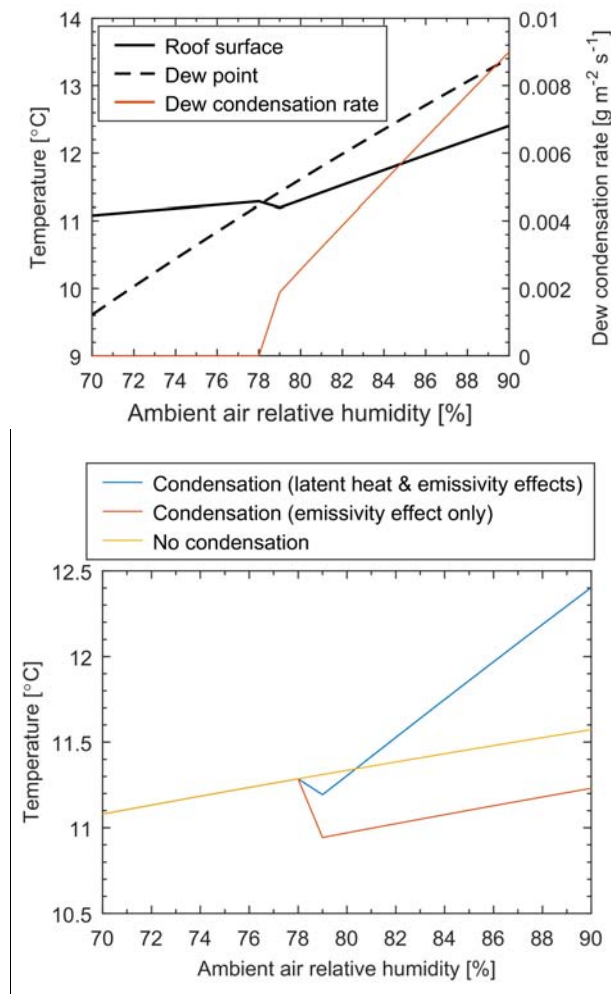 Roof surface
Dew point
Dew condensation rate
14
13
12
11
10
9
Temperature [°C]
0.01
0.008
0.006
0.004
0.002
0
Dew condensation rate [g m⁻² s⁻¹]
70 72 74 76 78 80 82 84 86 88 90
Ambient air relative humidity [%]
Condensation (latent heat & emissivity effects)
Condensation (emissivity effect only)
No condensation
12.5
12
11.5
11
10.5
Temperature [°C]
70 72 74 76 78 80 82 84 86 88 90
Ambient air relative humidity [%]